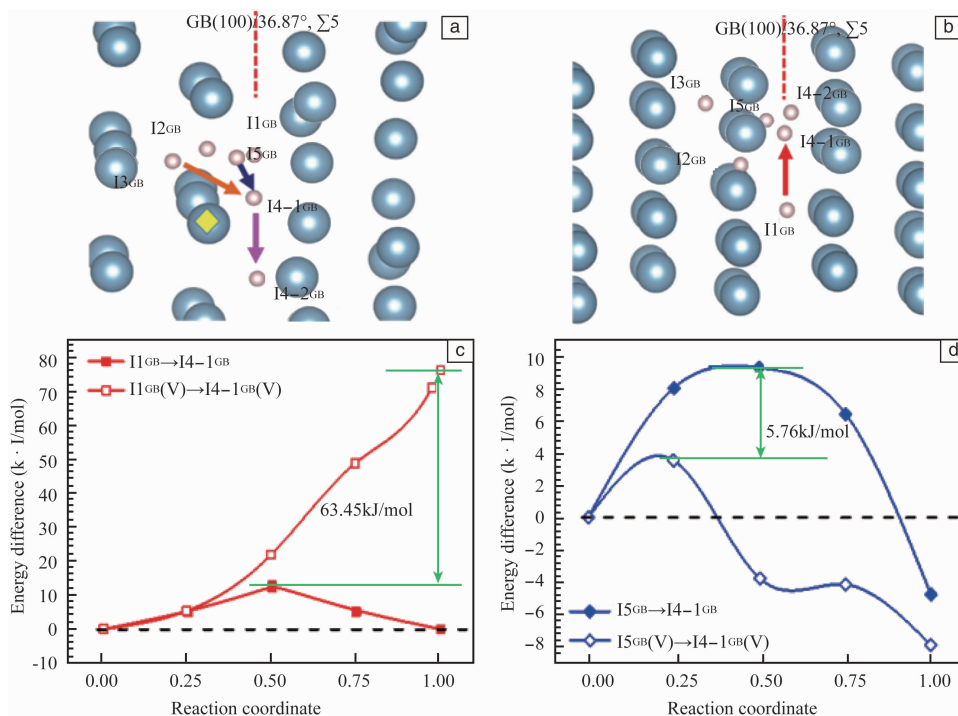 GB(100)/36.87°, ∑5
a
I1GB
I2GB
I5GB
I3GB
I4-1GB
I4-2GB
GB(100)/36.87°, ∑5
b
I3GB
I4-2GB
I5GB
I4-1GB
I2GB
I1GB
c
I1GB→I4-1GB
I1GB(V)→I4-1GB(V)
63.45kJ/mol
80
70
60
50
40
30
20
10
0
-10
0.00 0.25 0.50 0.75 1.00
Energy difference (k · I/mol)
Reaction coordinate
d
5.76kJ/mol
I5GB→I4-1GB
I5GB(V)→I4-1GB(V)
10
8
6
4
2
0
-2
-4
-6
-8
0.00 0.25 0.50 0.75 1.00
Energy difference (k · I/mol)
Reaction coordinate